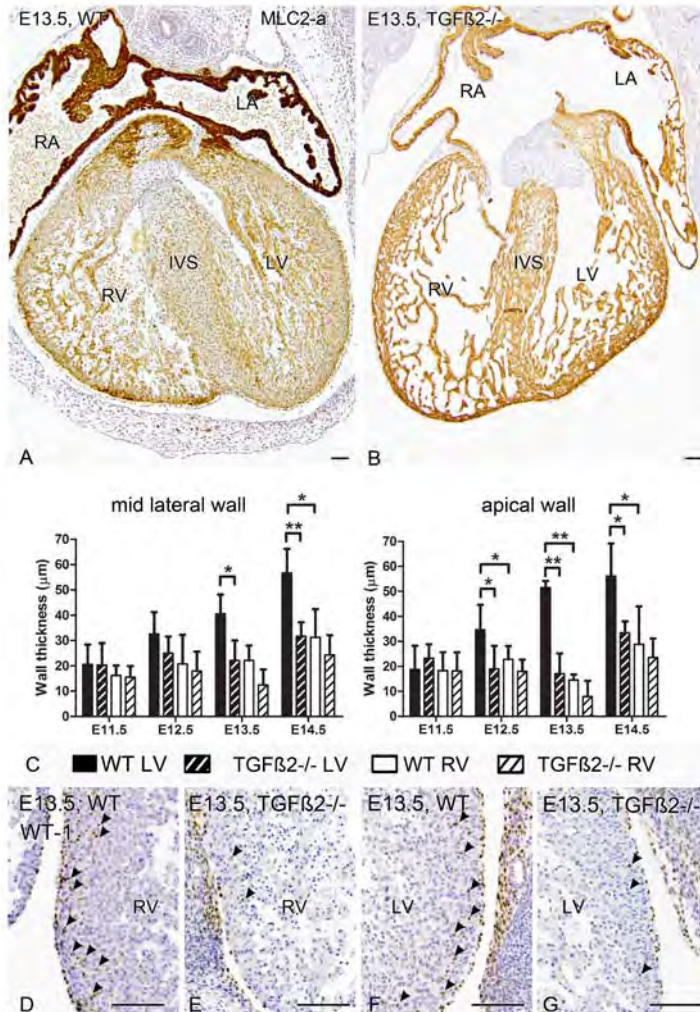 E13.5, WT MLC2-a
E13.5, TGFß2-/-
LA
RA
IVS
LV
RV
A
LA
RA
IVS
LV
RV
B
mid lateral wall
Wall thickness (µm)
70
60
50
40
30
20
10
0
*
**
*
E11.5 E12.5 E13.5 E14.5
apical wall
Wall thickness (µm)
70
60
50
40
30
20
10
0
*
*
**
**
*
*
E11.5 E12.5 E13.5 E14.5
C WT LV TGFß2-/- LV WT RV TGFß2-/- RV
E13.5, WT
WT-1
RV
D
E13.5, TGFß2-/-
RV
E
E13.5, WT
LV
F
E13.5, TGFß2-/-
LV
G